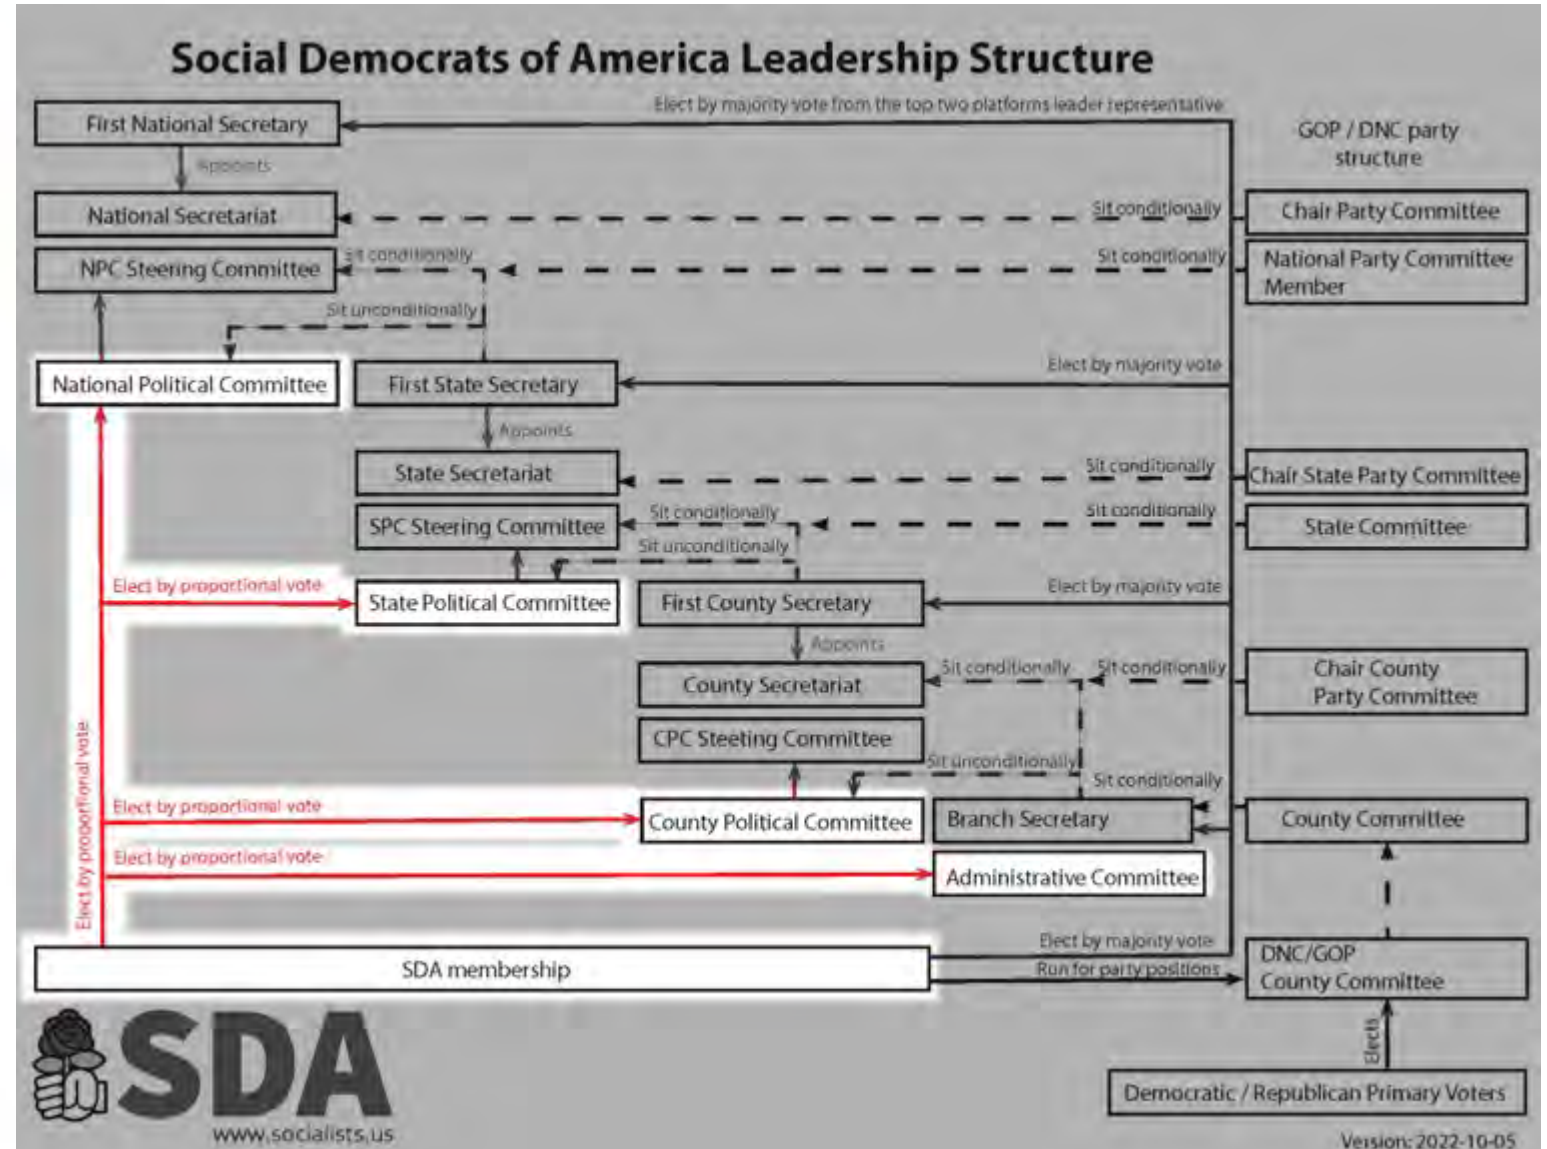 Social Democrats of America Leadership Structure
Elect by majority vote from the top two platforms leader representative
First National Secretary
GOP / DNC party
structure
Appoints
National Secretariat
Sit conditionally
Chair Party Committee
NPC Steering Committee
Sit conditionally
Sit conditionally
National Party Committee
Member
Sit unconditionally
National Political Committee
First State Secretary
Elect by majority vote
Appoints
State Secretariat
Sit conditionally
Chair State Party Committee
SPC Steering Committee
Sit conditionally
Sit conditionally
State Committee
Sit unconditionally
Elect by proportional vote
State Political Committee
First County Secretary
Elect by majority vote
Appoints
County Secretariat
Sit conditionally
Sit conditionally
Chair County
Party Committee
CPC Steeting Committee
Sit unconditionally
Sit conditionally
Elect by proportional vote
Elect by proportional vote
County Political Committee
Branch Secretary
County Committee
Elect by proportional vote
Administrative Committee
Elect by majority vote
SDA membership
Run for party positions
DNC/GOP
County Committee
Elects
Democratic / Republican Primary Voters
SDA
www.socialists.us
Version: 2022-10-05